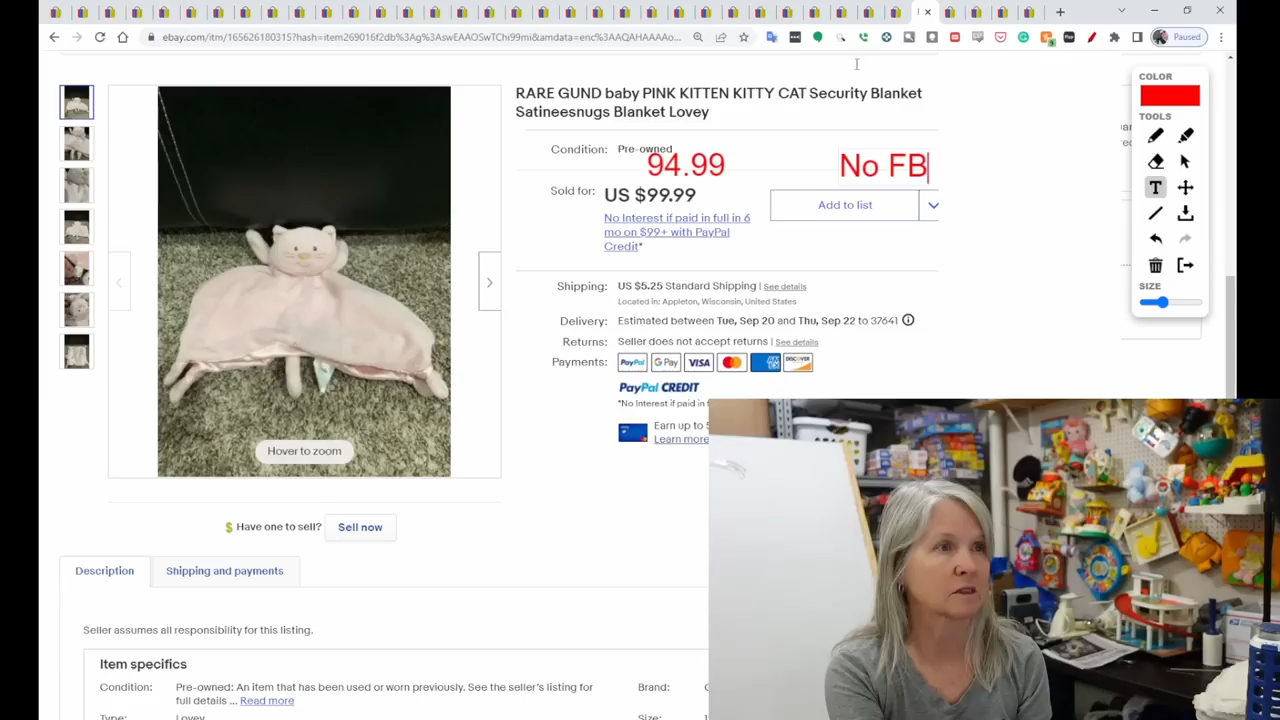 ebay.com/itm/165626180315?hash=item269016f2db%3Ag%3AswEAAOSwTChi99mi&amdata=enc%3AAQAHAAAAo...
Paused
RARE GUND baby PINK KITTEN KITTY CAT Security Blanket
Satineesnugs Blanket Lovey
Condition: Pre-owned
94.99
No FB
Sold for: US $99.99
Add to list
No Interest if paid in full in 6
mo on $99+ with PayPal
Credit*
Shipping: US $5.25 Standard Shipping | See details
Located in: Appleton, Wisconsin, United States
Delivery: Estimated between Tue, Sep 20 and Thu, Sep 22 to 37641
Returns: Seller does not accept returns | See details
Payments: PayPal G Pay VISA
DISCOVER
PayPal CREDIT
*No Interest if paid in f
Earn up to 5
Learn more
Hover to zoom
Have one to sell? Sell now
Description
Shipping and payments
Seller assumes all responsibility for this listing.
Item specifics
Condition: Pre-owned: An item that has been used or worn previously. See the seller's listing for
full details ... Read more
Brand:
Type: Lovey
Size:
COLOR
TOOLS
T
SIZE